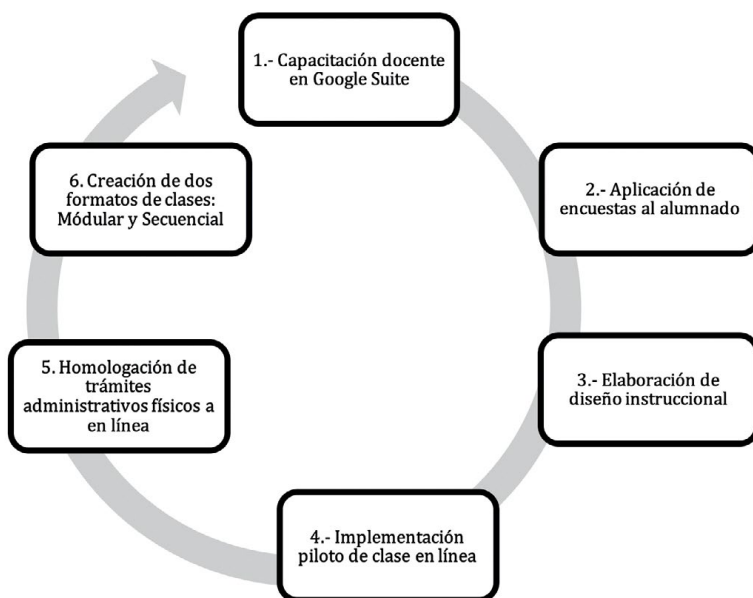 1.- Capacitación docente
en Google Suite
2.- Aplicación de
encuestas al alumnado
3.- Elaboración de
diseño instruccional
4.- Implementación
piloto de clase en línea
5. Homologación de
trámites
administrativos físicos a
en línea
6. Creación de dos
formatos de clases:
Módular y Secuencial